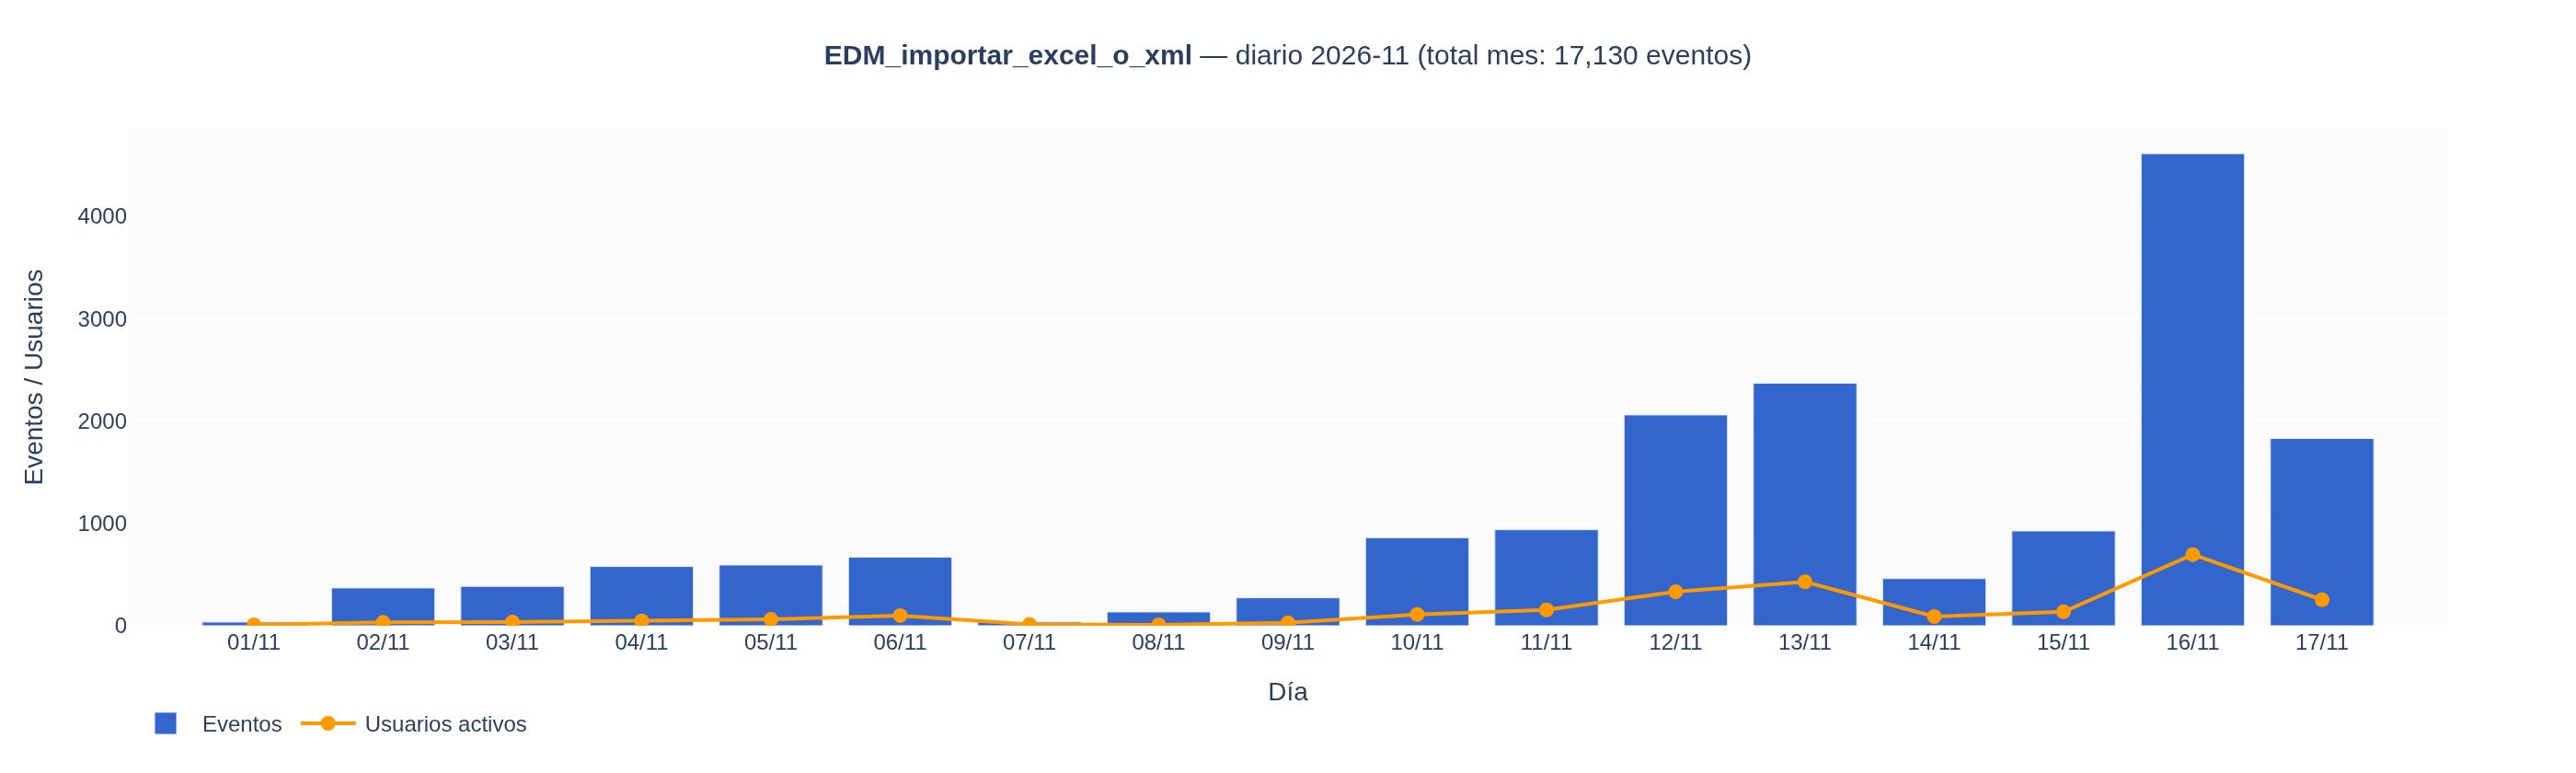 EDM_importar_excel_o_xml — diario 2026-11 (total mes: 17,130 eventos)
Eventos / Usuarios
4000
3000
2000
1000
0
01/11 02/11 03/11 04/11 05/11 06/11 07/11 08/11 09/11 10/11 11/11 12/11 13/11 14/11 15/11 16/11 17/11
Día
Eventos Usuarios activos